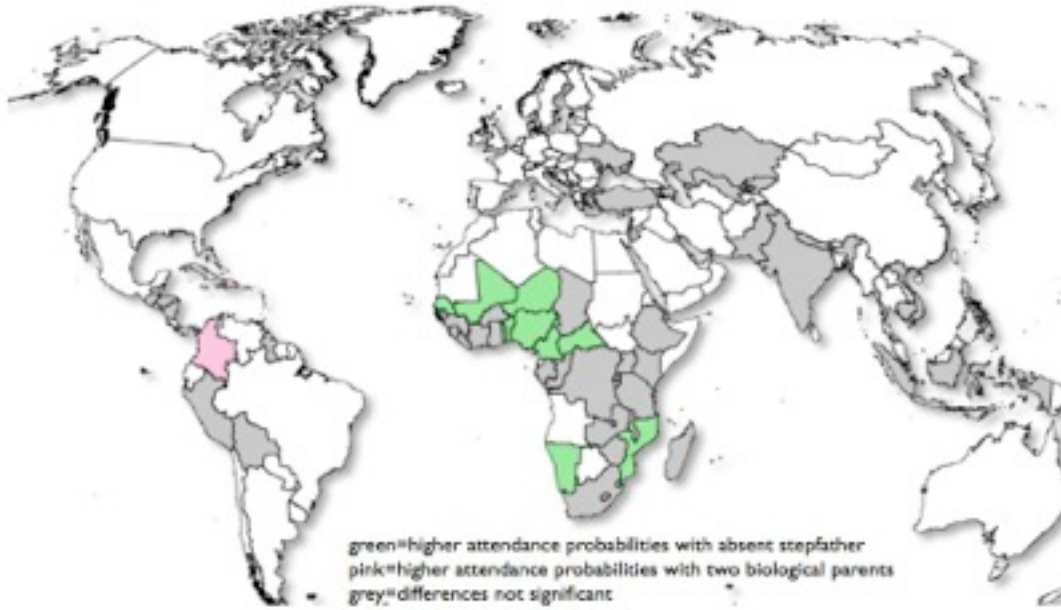 green=higher attendance probabilities with absent stepfather
pink=higher attendance probabilities with two biological parents
grey=differences not significant